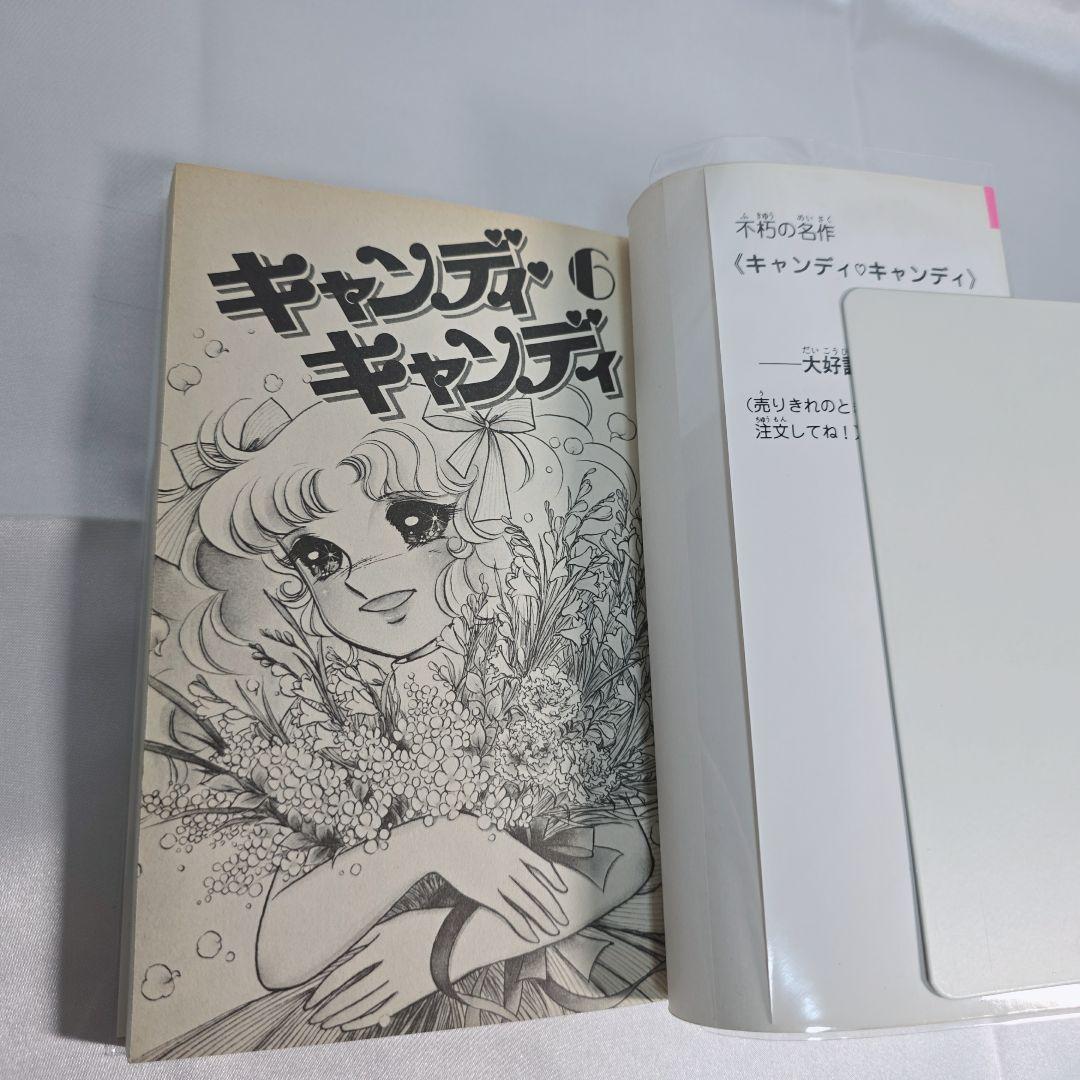 キャンディ♥
キャンディ
6
不朽の名作
《キャンディ♡キャンディ》
——大好
(売りきれのと
注文してね!)